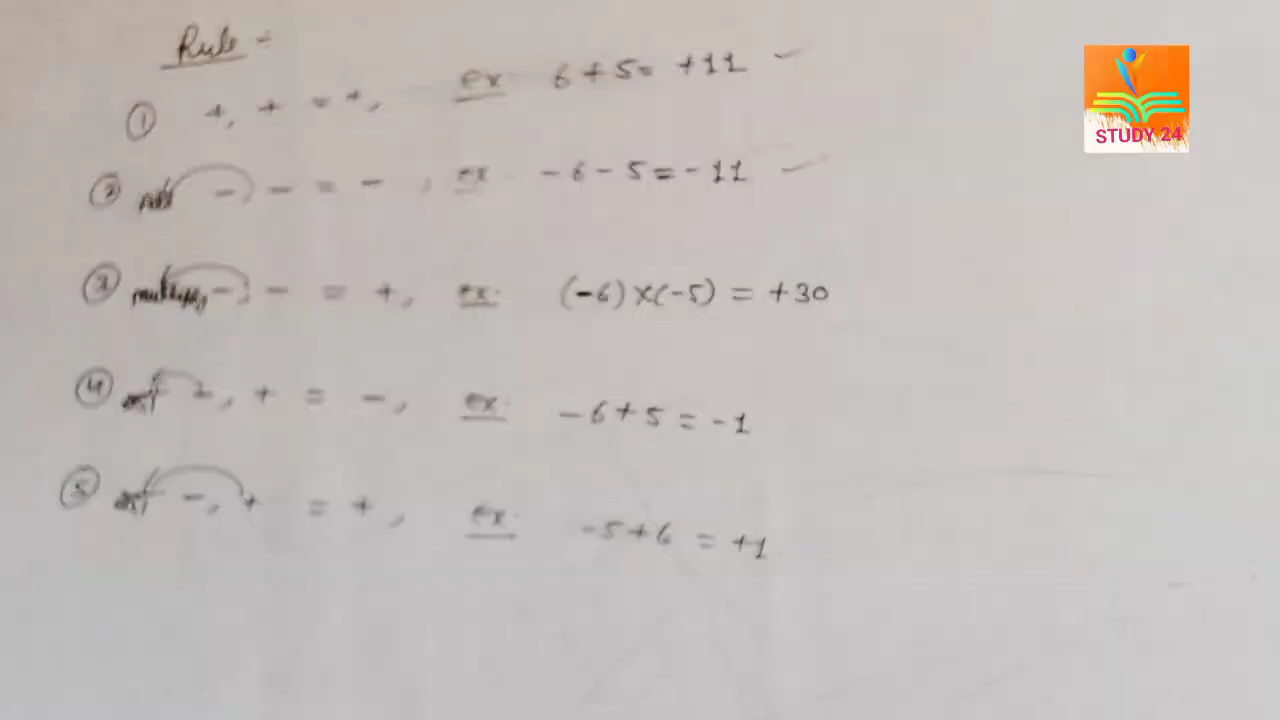 Rule :-
① +, + = +, ex. 6 + 5 = +11
② - - = -, ex. -6 - 5 = -11
③ multiply - - = +, ex. (-6) x (-5) = +30
④ -, + = -, ex. -6 + 5 = -1
⑤ -, + = +, ex. -5 + 6 = +1
STUDY 24